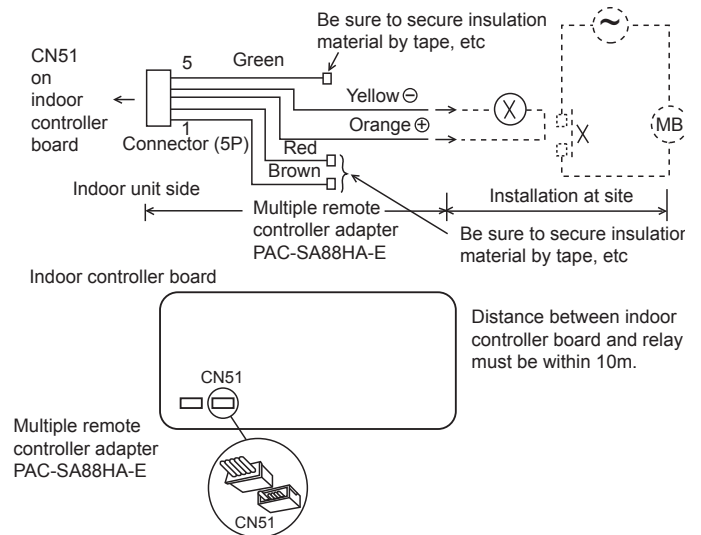 Be sure to secure insulation
material by tape, etc
CN51
on
indoor
controller
board
5
Green
Yellow⊖
Orange⊕
1
Connector (5P)
Red
Brown
X
X
~
MB
Indoor unit side
Multiple remote
controller adapter
PAC-SA88HA-E
Installation at site
Be sure to secure insulation
material by tape, etc
Indoor controller board
CN51
Distance between indoor
controller board and relay
must be within 10m.
Multiple remote
controller adapter
PAC-SA88HA-E
CN51